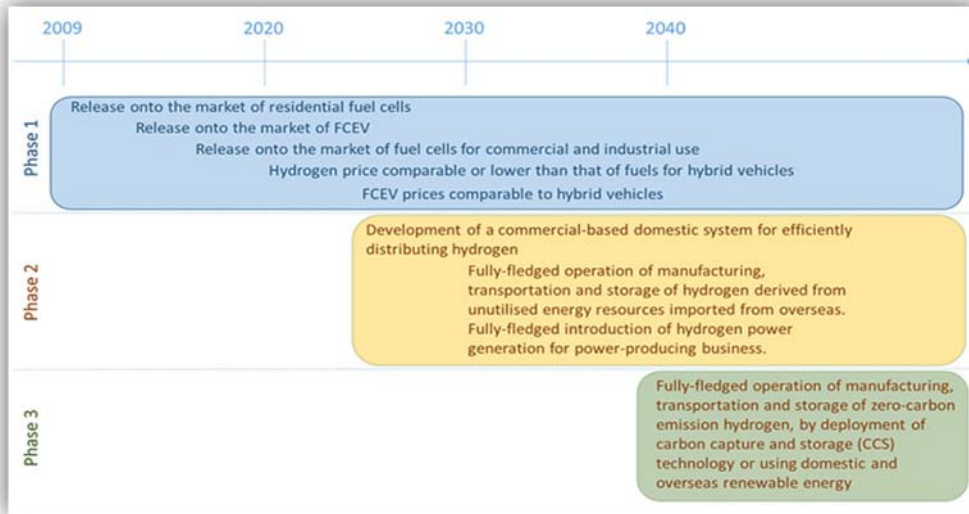 2009 2020 2030 2040
Phase 1
Release onto the market of residential fuel cells
Release onto the market of FCEV
Release onto the market of fuel cells for commercial and industrial use
Hydrogen price comparable or lower than that of fuels for hybrid vehicles
FCEV prices comparable to hybrid vehicles
Phase 2
Development of a commercial-based domestic system for efficiently
distributing hydrogen
Fully-fledged operation of manufacturing,
transportation and storage of hydrogen derived from
unutilised energy resources imported from overseas.
Fully-fledged introduction of hydrogen power
generation for power-producing business.
Phase 3
Fully-fledged operation of manufacturing,
transportation and storage of zero-carbon
emission hydrogen, by deployment of
carbon capture and storage (CCS)
technology or using domestic and
overseas renewable energy